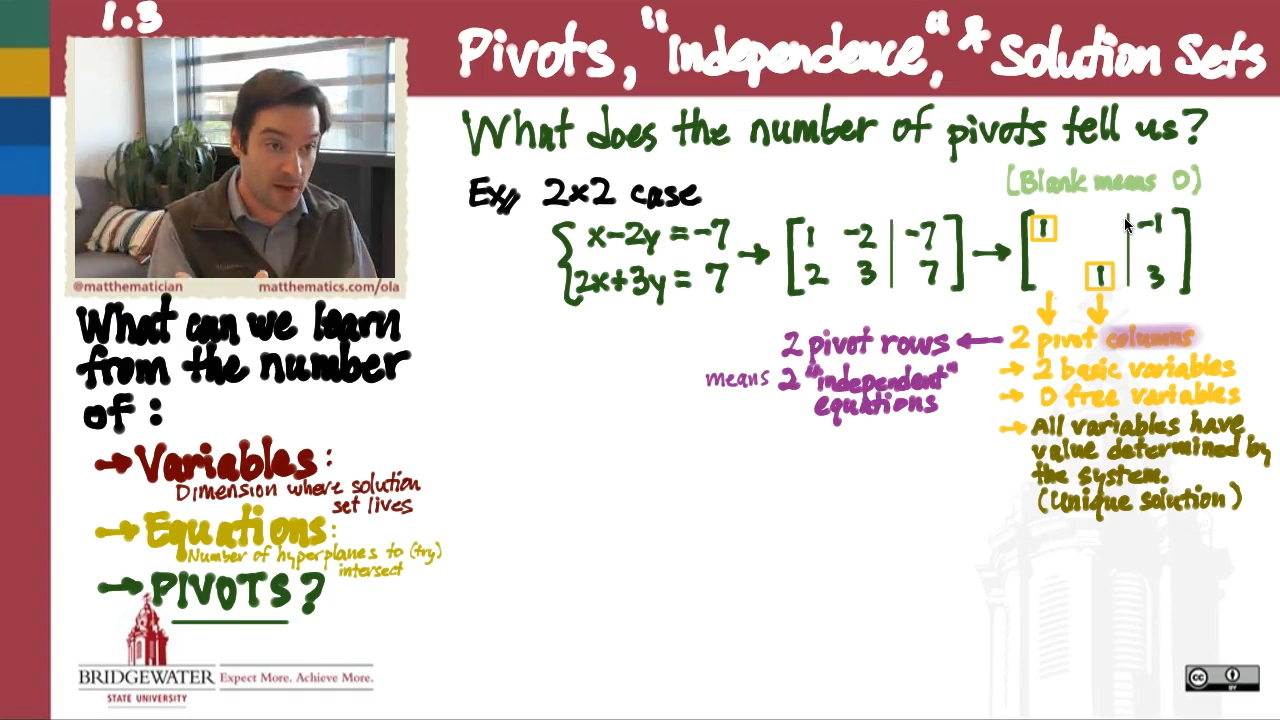 1.3
Pivots, "Independence," & Solution Sets
@matthematician matthematics.com/ola
What can we learn
from the number
of :
→ Variables:
Dimension where solution
set lives
→ Equations:
Number of hyperplanes to (try)
intersect
→ PIVOTS?
BRIDGEWATER
STATE UNIVERSITY
Expect More. Achieve More.
What does the number of pivots tell us?
Ex// 2×2 case
(Blank means 0)
{ x-2y = -7 → [ 1 -2 | -7 ] → [ 1 | -1 ]
{ 2x+3y = 7 [ 2 3 | 7 ] [ 1 | 3 ]
2 pivot rows ← 2 pivot columns
means 2 "independent"
equations
→ 2 basic variables
→ 0 free variables
→ All variables have
value determined by
the system.
(Unique solution)
CC BY